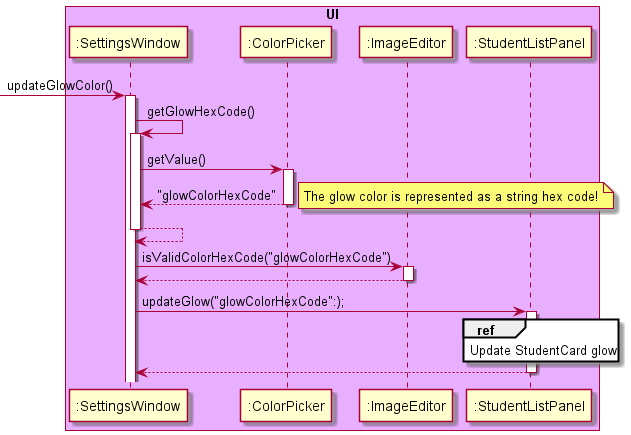 UI
:SettingsWindow
:ColorPicker
:ImageEditor
:StudentListPanel
updateGlowColor()
getGlowHexCode()
getValue()
"glowColorHexCode"
The glow color is represented as a string hex code!
isValidColorHexCode("glowColorHexCode")
updateGlow("glowColorHexCode":);
ref
Update StudentCard glow
:SettingsWindow
:ColorPicker
:ImageEditor
:StudentListPanel